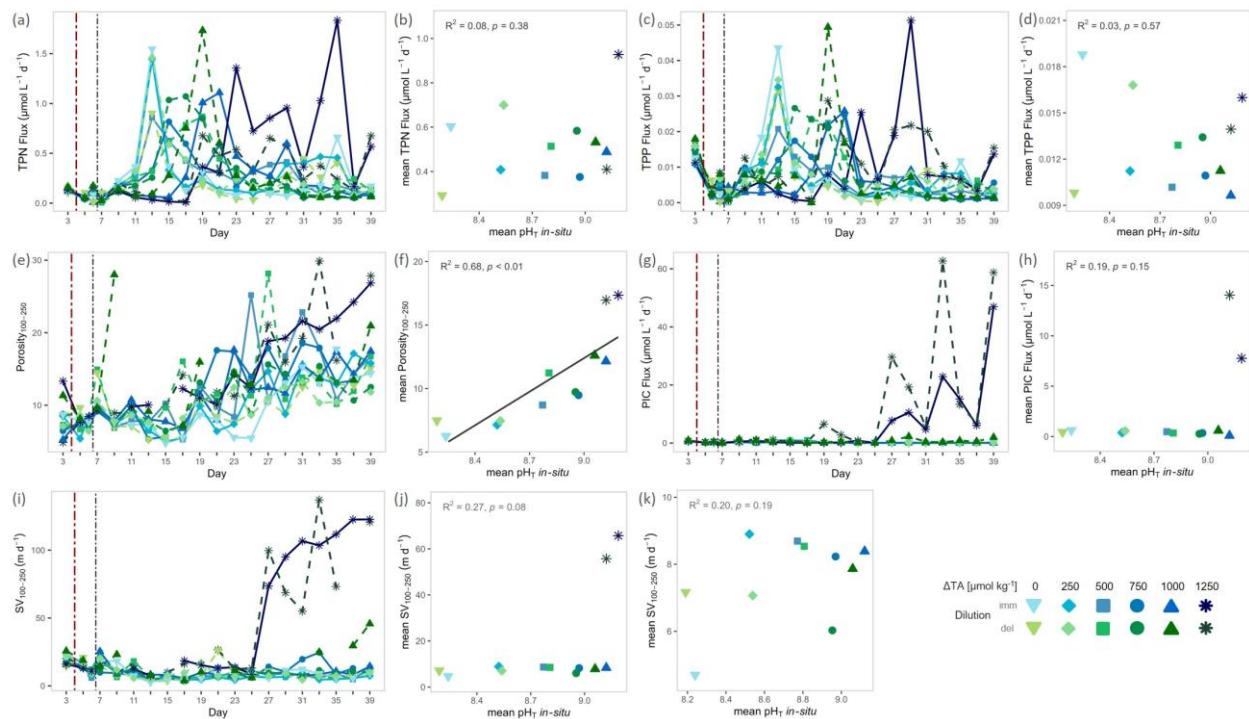 (a)
TPN Flux (µmol L⁻¹ d⁻¹)
1.5
1.0
0.5
0.0
3 7 11 15 19 23 27 31 35 39
Day
(b)
R² = 0.08, p = 0.38
mean TPN Flux (µmol L⁻¹ d⁻¹)
1.0
0.8
0.6
0.4
8.4 8.7 9.0
mean pH_T in-situ
(c)
TPP Flux (µmol L⁻¹ d⁻¹)
0.05
0.04
0.03
0.02
0.01
0.00
3 7 11 15 19 23 27 31 35 39
Day
(d)
R² = 0.03, p = 0.57
mean TPP Flux (µmol L⁻¹ d⁻¹)
0.021
0.018
0.015
0.012
0.009
8.4 8.7 9.0
mean pH_T in-situ
(e)
Porosity₁₀₀₋₂₅₀
30
20
10
3 7 11 15 19 23 27 31 35 39
Day
(f)
R² = 0.68, p < 0.01
mean Porosity₁₀₀₋₂₅₀
20
15
10
5
8.4 8.7 9.0
mean pH_T in-situ
(g)
PIC Flux (µmol L⁻¹ d⁻¹)
60
40
20
0
3 7 11 15 19 23 27 31 35 39
Day
(h)
R² = 0.19, p = 0.15
mean PIC Flux (µmol L⁻¹ d⁻¹)
15
10
5
0
8.4 8.7 9.0
mean pH_T in-situ
(i)
SV₁₀₀₋₂₅₀ (m d⁻¹)
100
50
0
3 7 11 15 19 23 27 31 35 39
Day
(j)
R² = 0.27, p = 0.08
mean SV₁₀₀₋₂₅₀ (m d⁻¹)
80
60
40
20
0
8.4 8.7 9.0
mean pH_T in-situ
(k)
R² = 0.20, p = 0.19
mean SV₁₀₀₋₂₅₀ (m d⁻¹)
10
8
6
8.2 8.4 8.6 8.8 9.0
mean pH_T in-situ
ΔTA [µmol kg⁻¹] 0 250 500 750 1000 1250
Dilution
imm
del